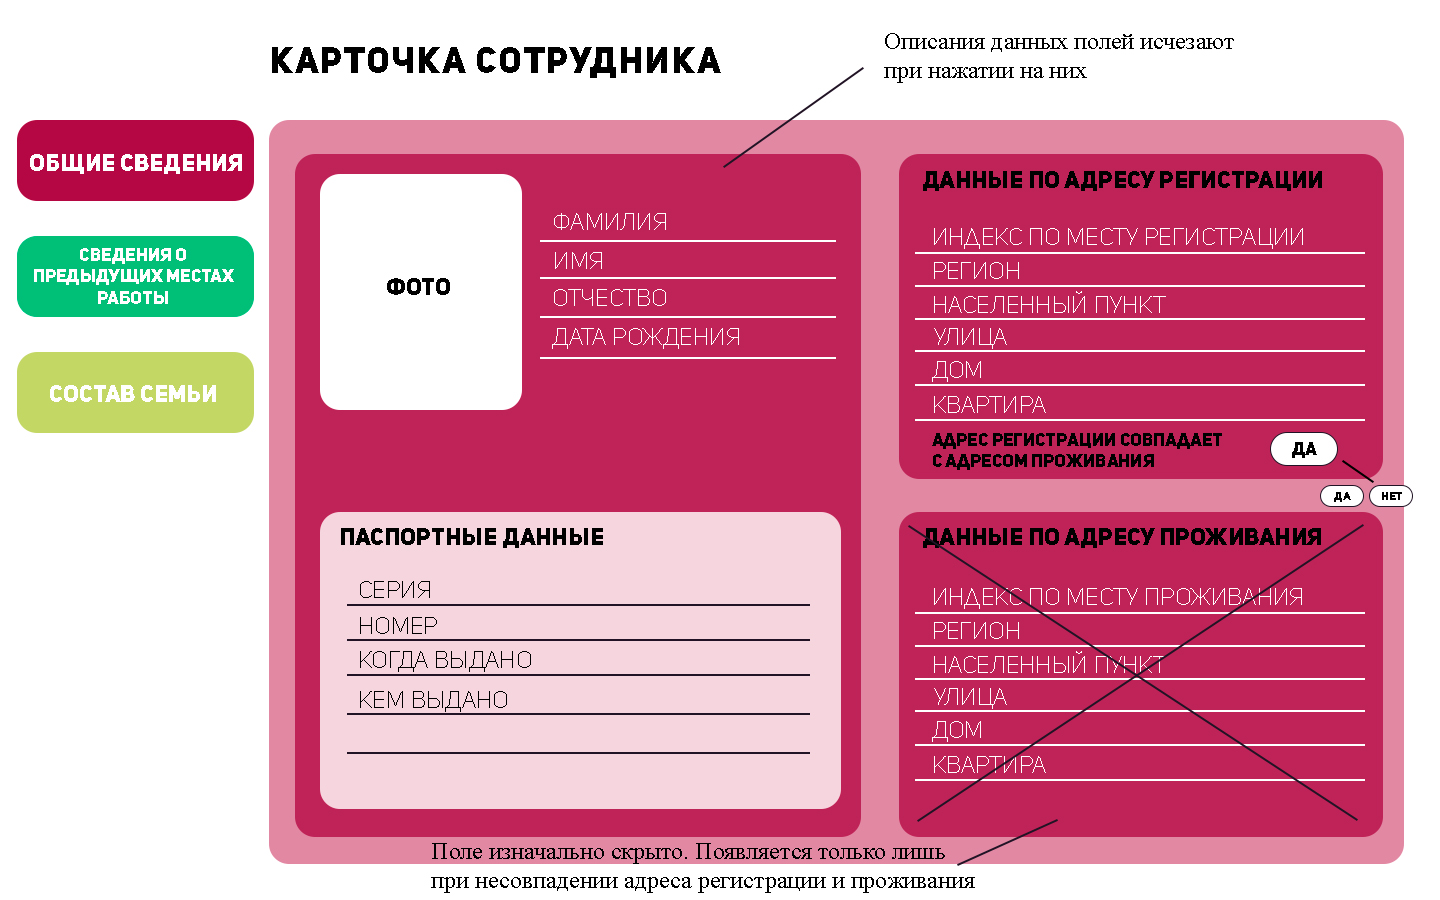 КАРТОЧКА СОТРУДНИКА
Описания данных полей исчезают
при нажатии на них
ОБЩИЕ СВЕДЕНИЯ
СВЕДЕНИЯ О
ПРЕДЫДУЩИХ МЕСТАХ
РАБОТЫ
СОСТАВ СЕМЬИ
ФОТО
ФАМИЛИЯ
ИМЯ
ОТЧЕСТВО
ДАТА РОЖДЕНИЯ
ПАСПОРТНЫЕ ДАННЫЕ
СЕРИЯ
НОМЕР
КОГДА ВЫДАНО
КЕМ ВЫДАНО
ДАННЫЕ ПО АДРЕСУ РЕГИСТРАЦИИ
ИНДЕКС ПО МЕСТУ РЕГИСТРАЦИИ
РЕГИОН
НАСЕЛЕННЫЙ ПУНКТ
УЛИЦА
ДОМ
КВАРТИРА
АДРЕС РЕГИСТРАЦИИ СОВПАДАЕТ
С АДРЕСОМ ПРОЖИВАНИЯ
ДА
ДА
НЕТ
ДАННЫЕ ПО АДРЕСУ ПРОЖИВАНИЯ
ИНДЕКС ПО МЕСТУ ПРОЖИВАНИЯ
РЕГИОН
НАСЕЛЕННЫЙ ПУНКТ
УЛИЦА
ДОМ
КВАРТИРА
Поле изначально скрыто. Появляется только лишь
при несовпадении адреса регистрации и проживания